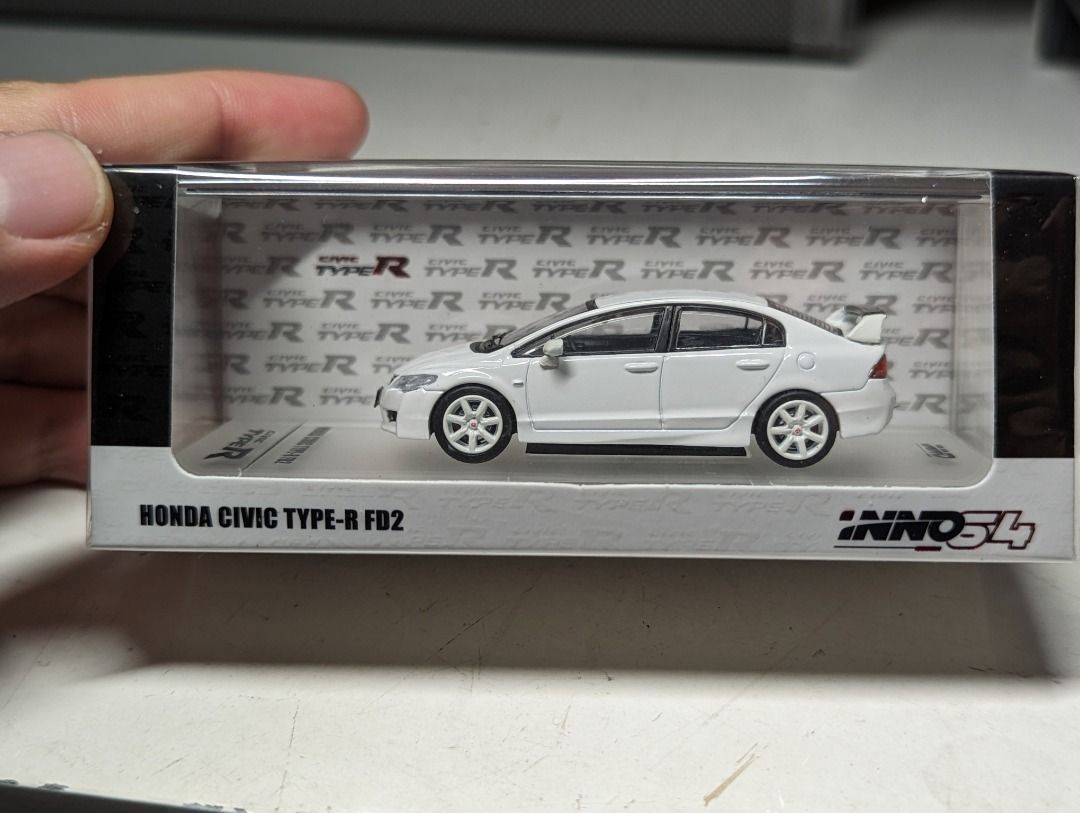 CIVIC TYPE R
HONDA CIVIC TYPE-R FD2
INNO64